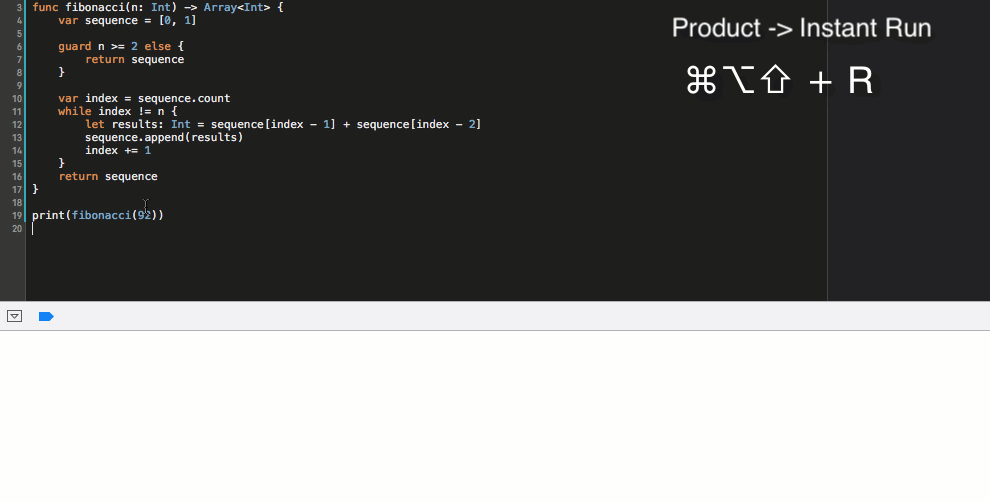 3 func fibonacci(n: Int) -> Array<Int> {
4 var sequence = [0, 1]
5
6 guard n >= 2 else {
7 return sequence
8 }
9
10 var index = sequence.count
11 while index != n {
12 let results: Int = sequence[index - 1] + sequence[index - 2]
13 sequence.append(results)
14 index += 1
15 }
16 return sequence
17 }
18
19 print(fibonacci(92))
20
Product -> Instant Run
⌘⌥⇧ + R